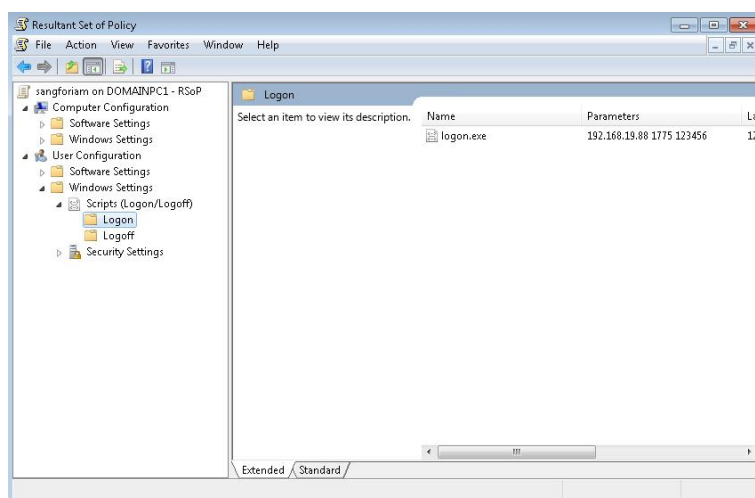 Resultant Set of Policy
File Action View Favorites Window Help
sangforiam on DOMAINPC1 - RSoP
Computer Configuration
Software Settings
Windows Settings
User Configuration
Software Settings
Windows Settings
Scripts (Logon/Logoff)
Logon
Logoff
Security Settings
Logon
Select an item to view its description.
Name Parameters
logon.exe 192.168.19.88 1775 123456
Extended Standard